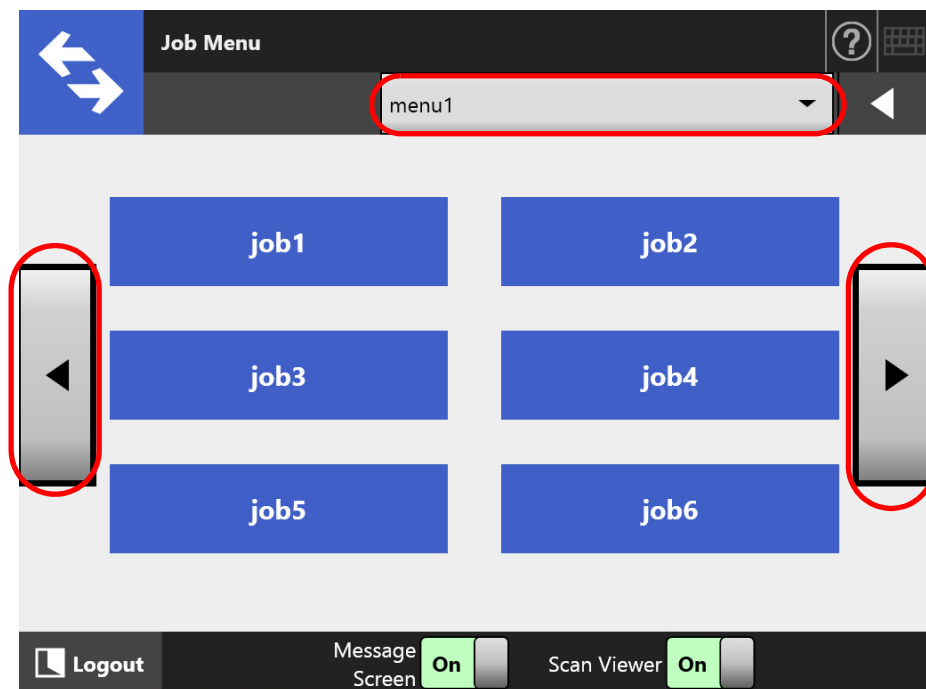 Job Menu
?
menu1
job1
job2
job3
job4
job5
job6
Logout
Message
Screen
On
Scan Viewer
On